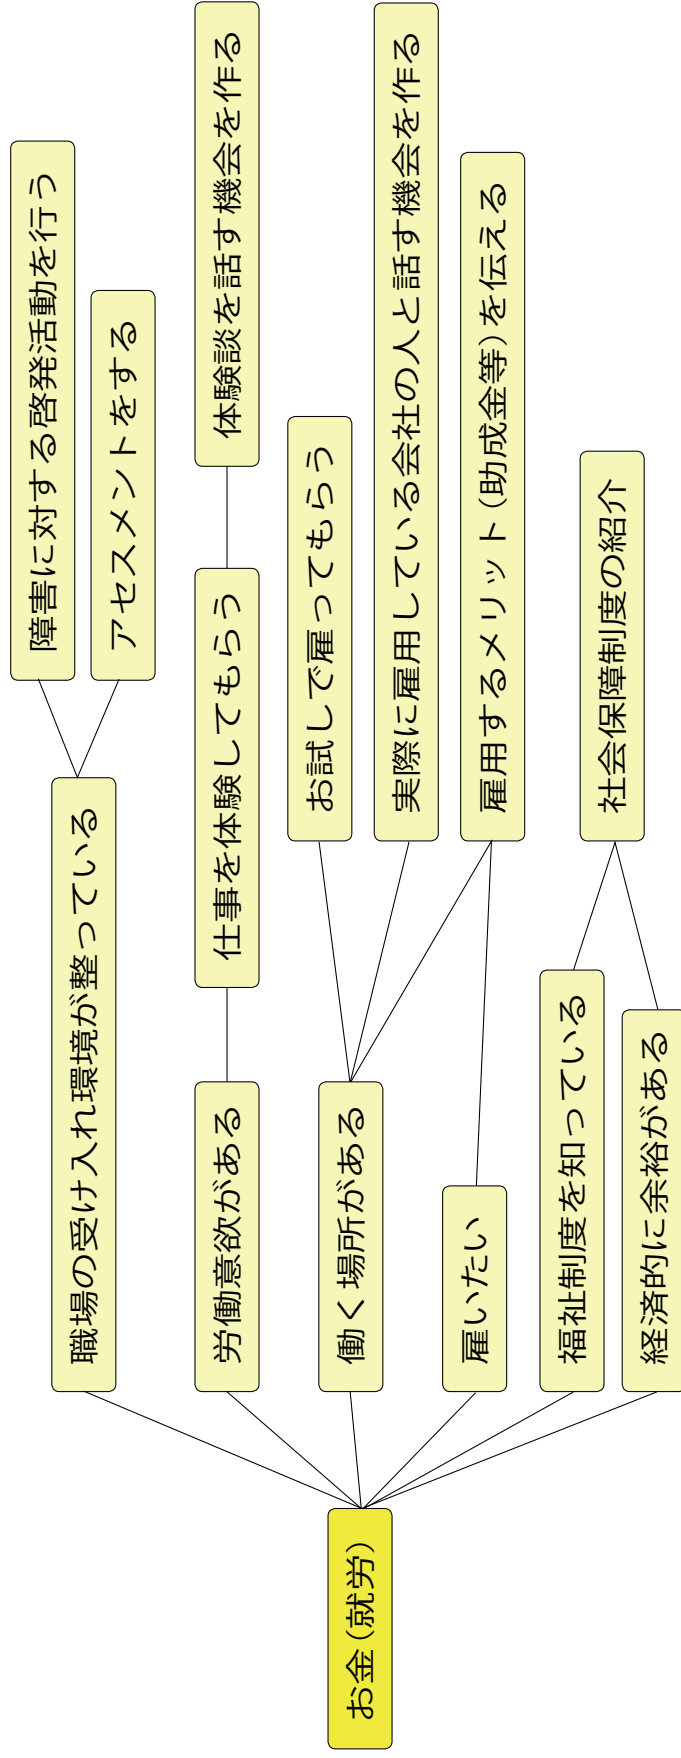 お金(就労)
職場の受け入れ環境が整っている
障害に対する啓発活動を行う
アセスメントをする
労働意欲がある
仕事を体験してもらう
体験談を話す機会を作る
働く場所がある
お試しで雇ってもらう
実際に雇用している会社の人と話す機会を作る
雇用するメリット(助成金等)を伝える
雇いたい
福祉制度を知っている
経済的に余裕がある
社会保障制度の紹介